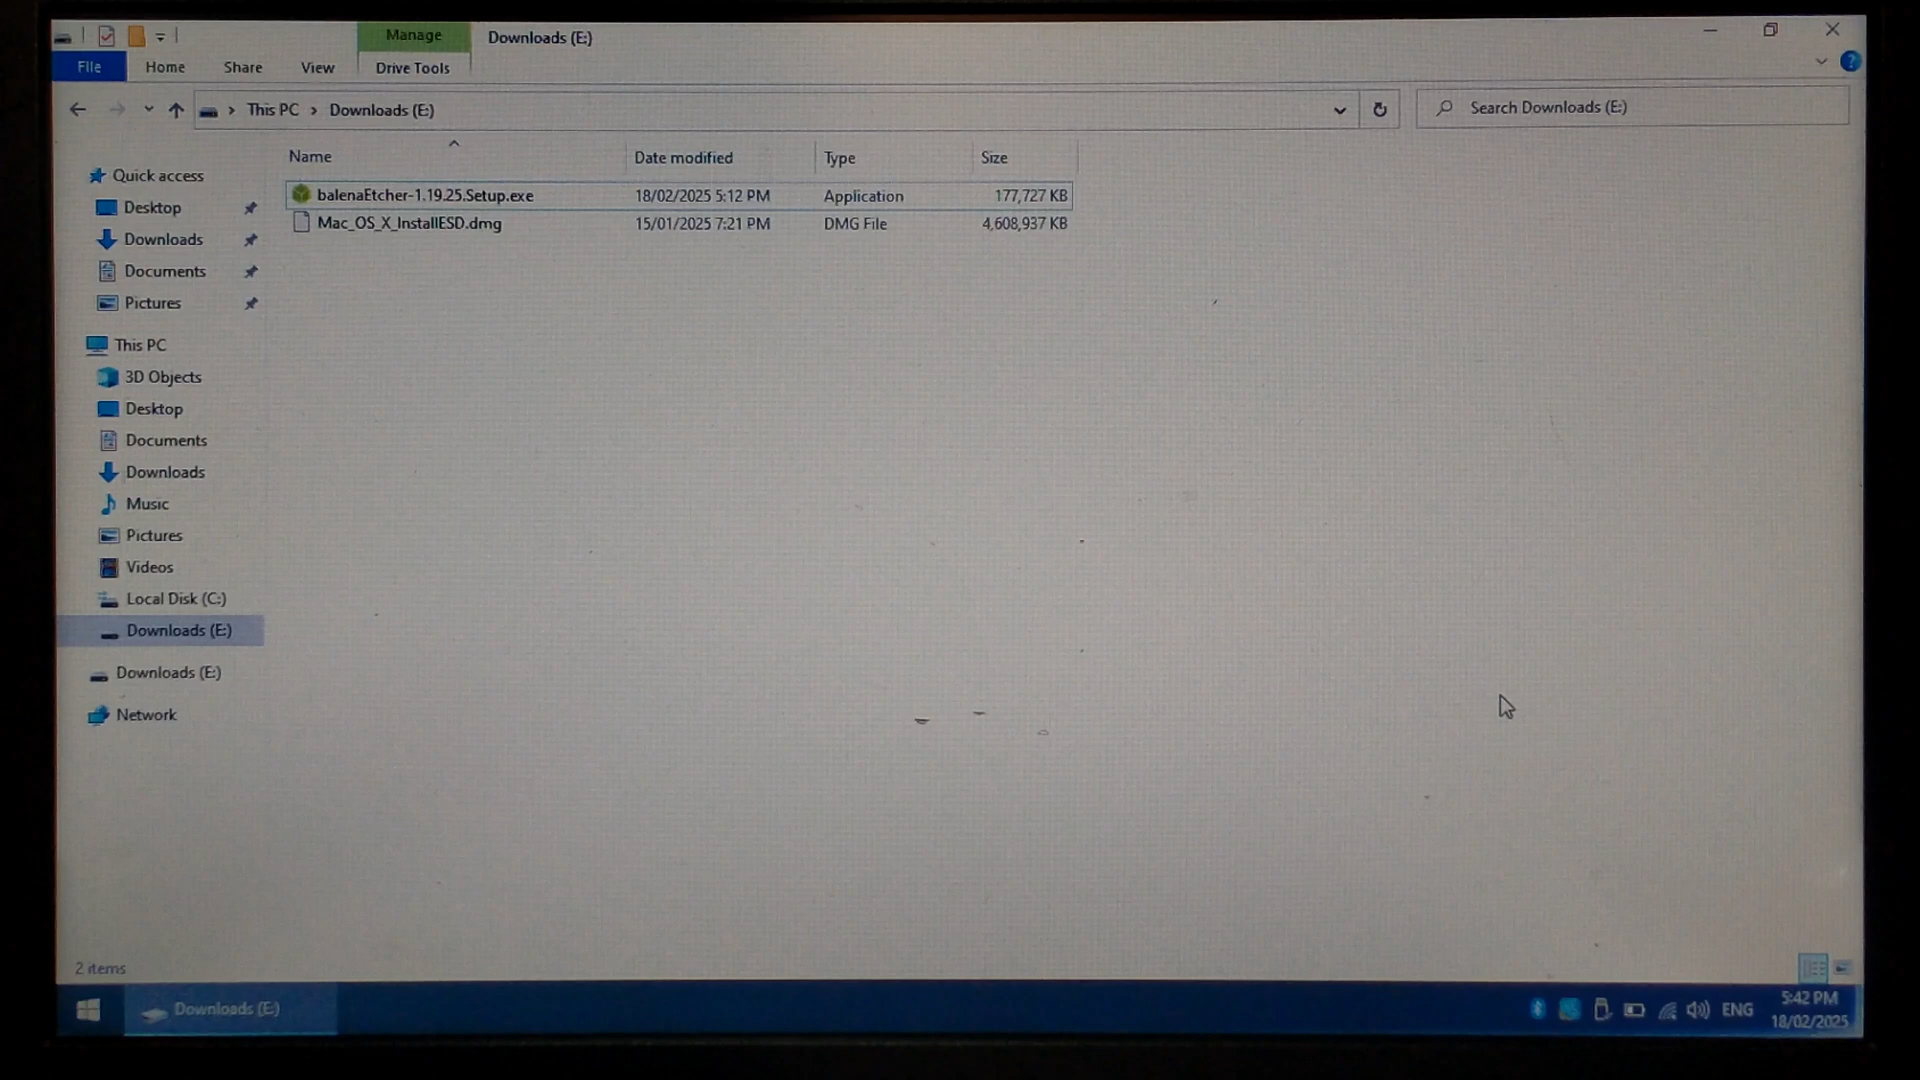 Manage
Downloads (E:)
File
Home
Share
View
Drive Tools
This PC
Downloads (E:)
Search Downloads (E:)
Name
Date modified
Type
Size
balenaEtcher-1.19.25.Setup.exe
18/02/2025 5:12 PM
Application
177,727 KB
Mac_OS_X_InstallESD.dmg
15/01/2025 7:21 PM
DMG File
4,608,937 KB
Quick access
Desktop
Downloads
Documents
Pictures
This PC
3D Objects
Desktop
Documents
Downloads
Music
Pictures
Videos
Local Disk (C:)
Downloads (E:)
Downloads (E:)
Network
2 items
Downloads (E:)
ENG
5:42 PM
18/02/2025